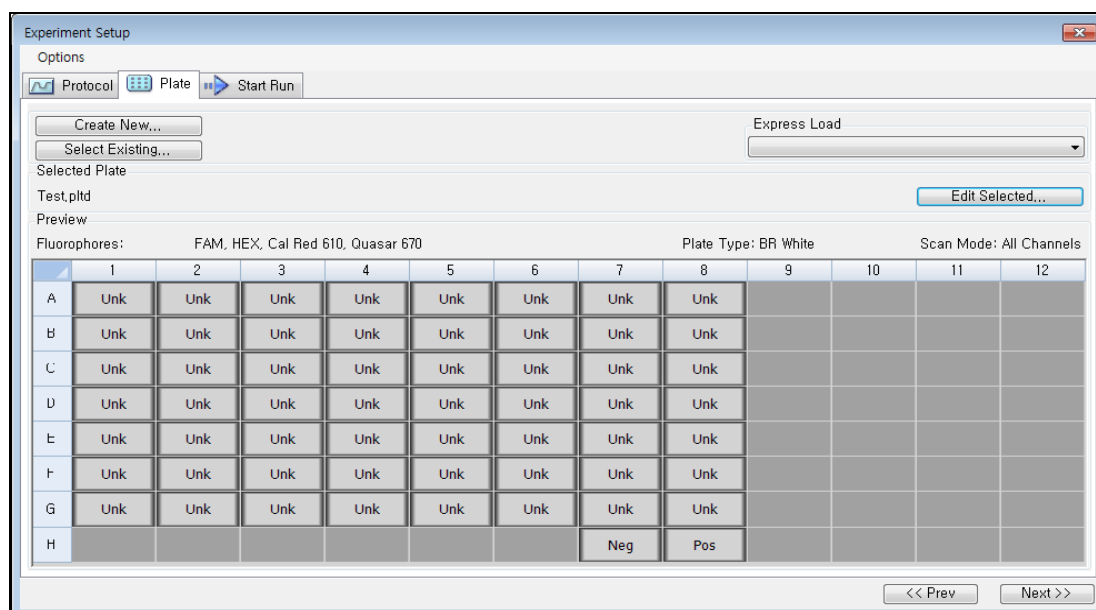 Experiment Setup
Options
Protocol Plate Start Run
Create New... Express Load
Select Existing...
Selected Plate
Test.pltd Edit Selected...
Preview
Fluorophores: FAM, HEX, Cal Red 610, Quasar 670 Plate Type: BR White Scan Mode: All Channels
1 2 3 4 5 6 7 8 9 10 11 12
A Unk Unk Unk Unk Unk Unk Unk Unk
B Unk Unk Unk Unk Unk Unk Unk Unk
C Unk Unk Unk Unk Unk Unk Unk Unk
D Unk Unk Unk Unk Unk Unk Unk Unk
E Unk Unk Unk Unk Unk Unk Unk Unk
F Unk Unk Unk Unk Unk Unk Unk Unk
G Unk Unk Unk Unk Unk Unk Unk Unk
H Neg Pos
<< Prev Next >>